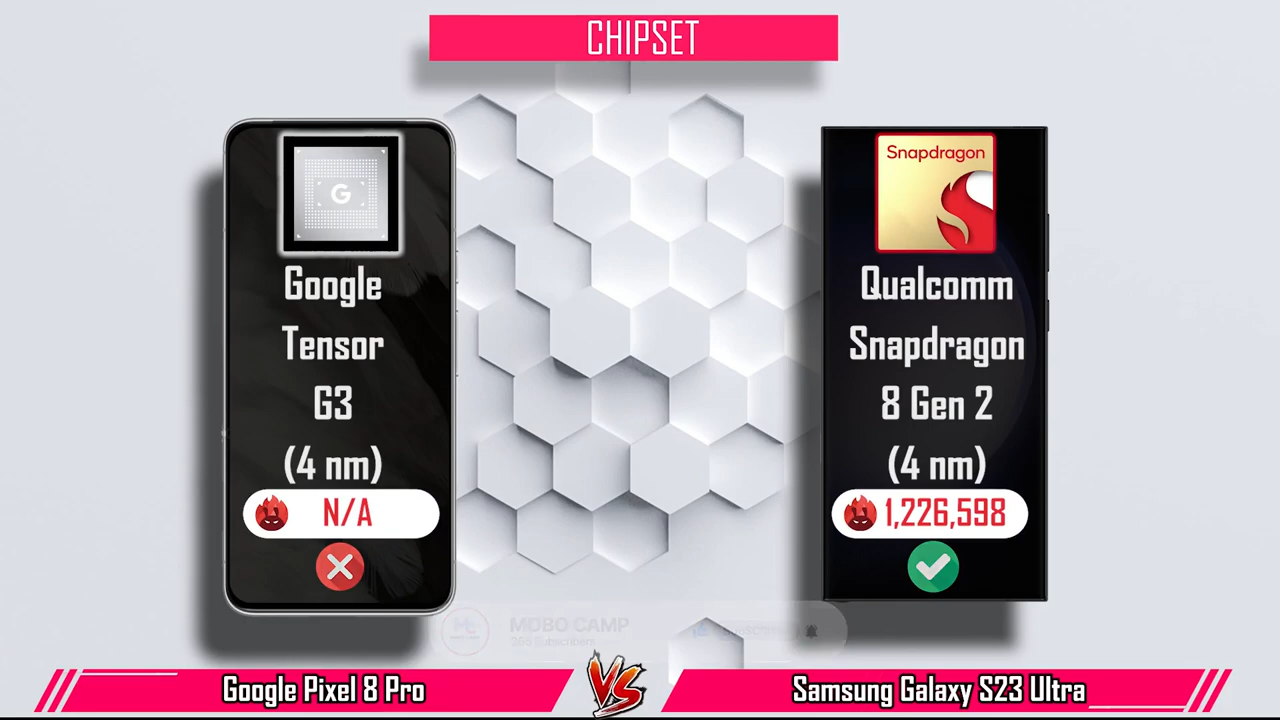 CHIPSET
G
Google
Tensor
G3
(4 nm)
N/A
Snapdragon
Qualcomm
Snapdragon
8 Gen 2
(4 nm)
1,226,598
MOBO CAMP
Google Pixel 8 Pro
VS
Samsung Galaxy S23 Ultra